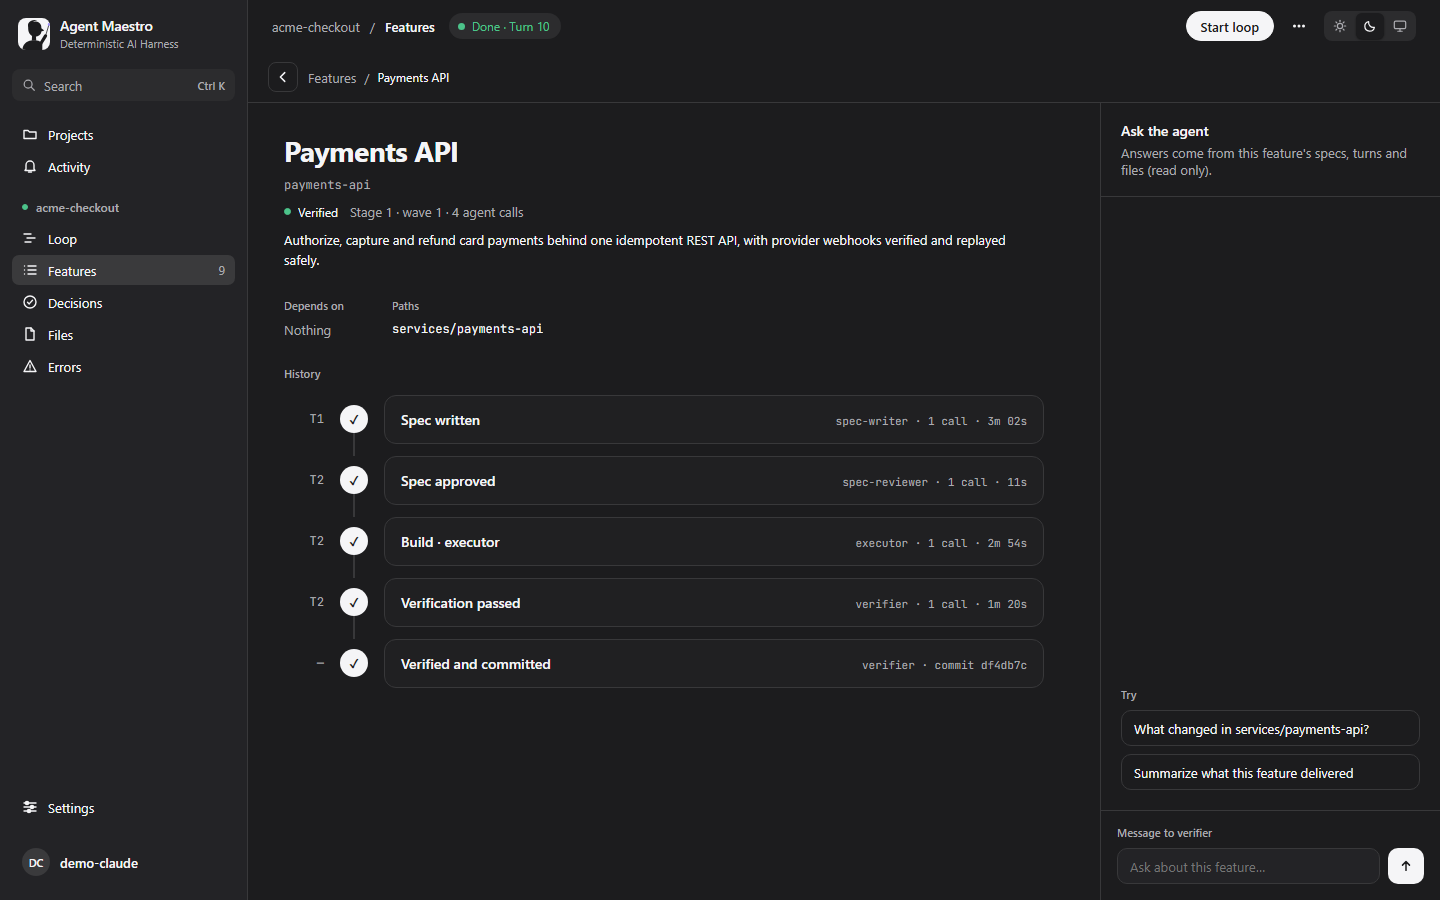 Agent Maestro
Deterministic AI Harness
Search
Ctrl K
Projects
Activity
acme-checkout
Loop
Features
9
Decisions
Files
Errors
Settings
DC
demo-claude
acme-checkout / Features
Done · Turn 10
Start loop
Features / Payments API
Payments API
payments-api
Verified
Stage 1 · wave 1 · 4 agent calls
Authorize, capture and refund card payments behind one idempotent REST API, with provider webhooks verified and replayed
safely.
Depends on
Nothing
Paths
services/payments-api
History
T1
Spec written
spec-writer · 1 call · 3m 02s
T2
Spec approved
spec-reviewer · 1 call · 11s
T2
Build · executor
executor · 1 call · 2m 54s
T2
Verification passed
verifier · 1 call · 1m 20s
–
Verified and committed
verifier · commit df4db7c
Ask the agent
Answers come from this feature's specs, turns and
files (read only).
Try
What changed in services/payments-api?
Summarize what this feature delivered
Message to verifier
Ask about this feature...